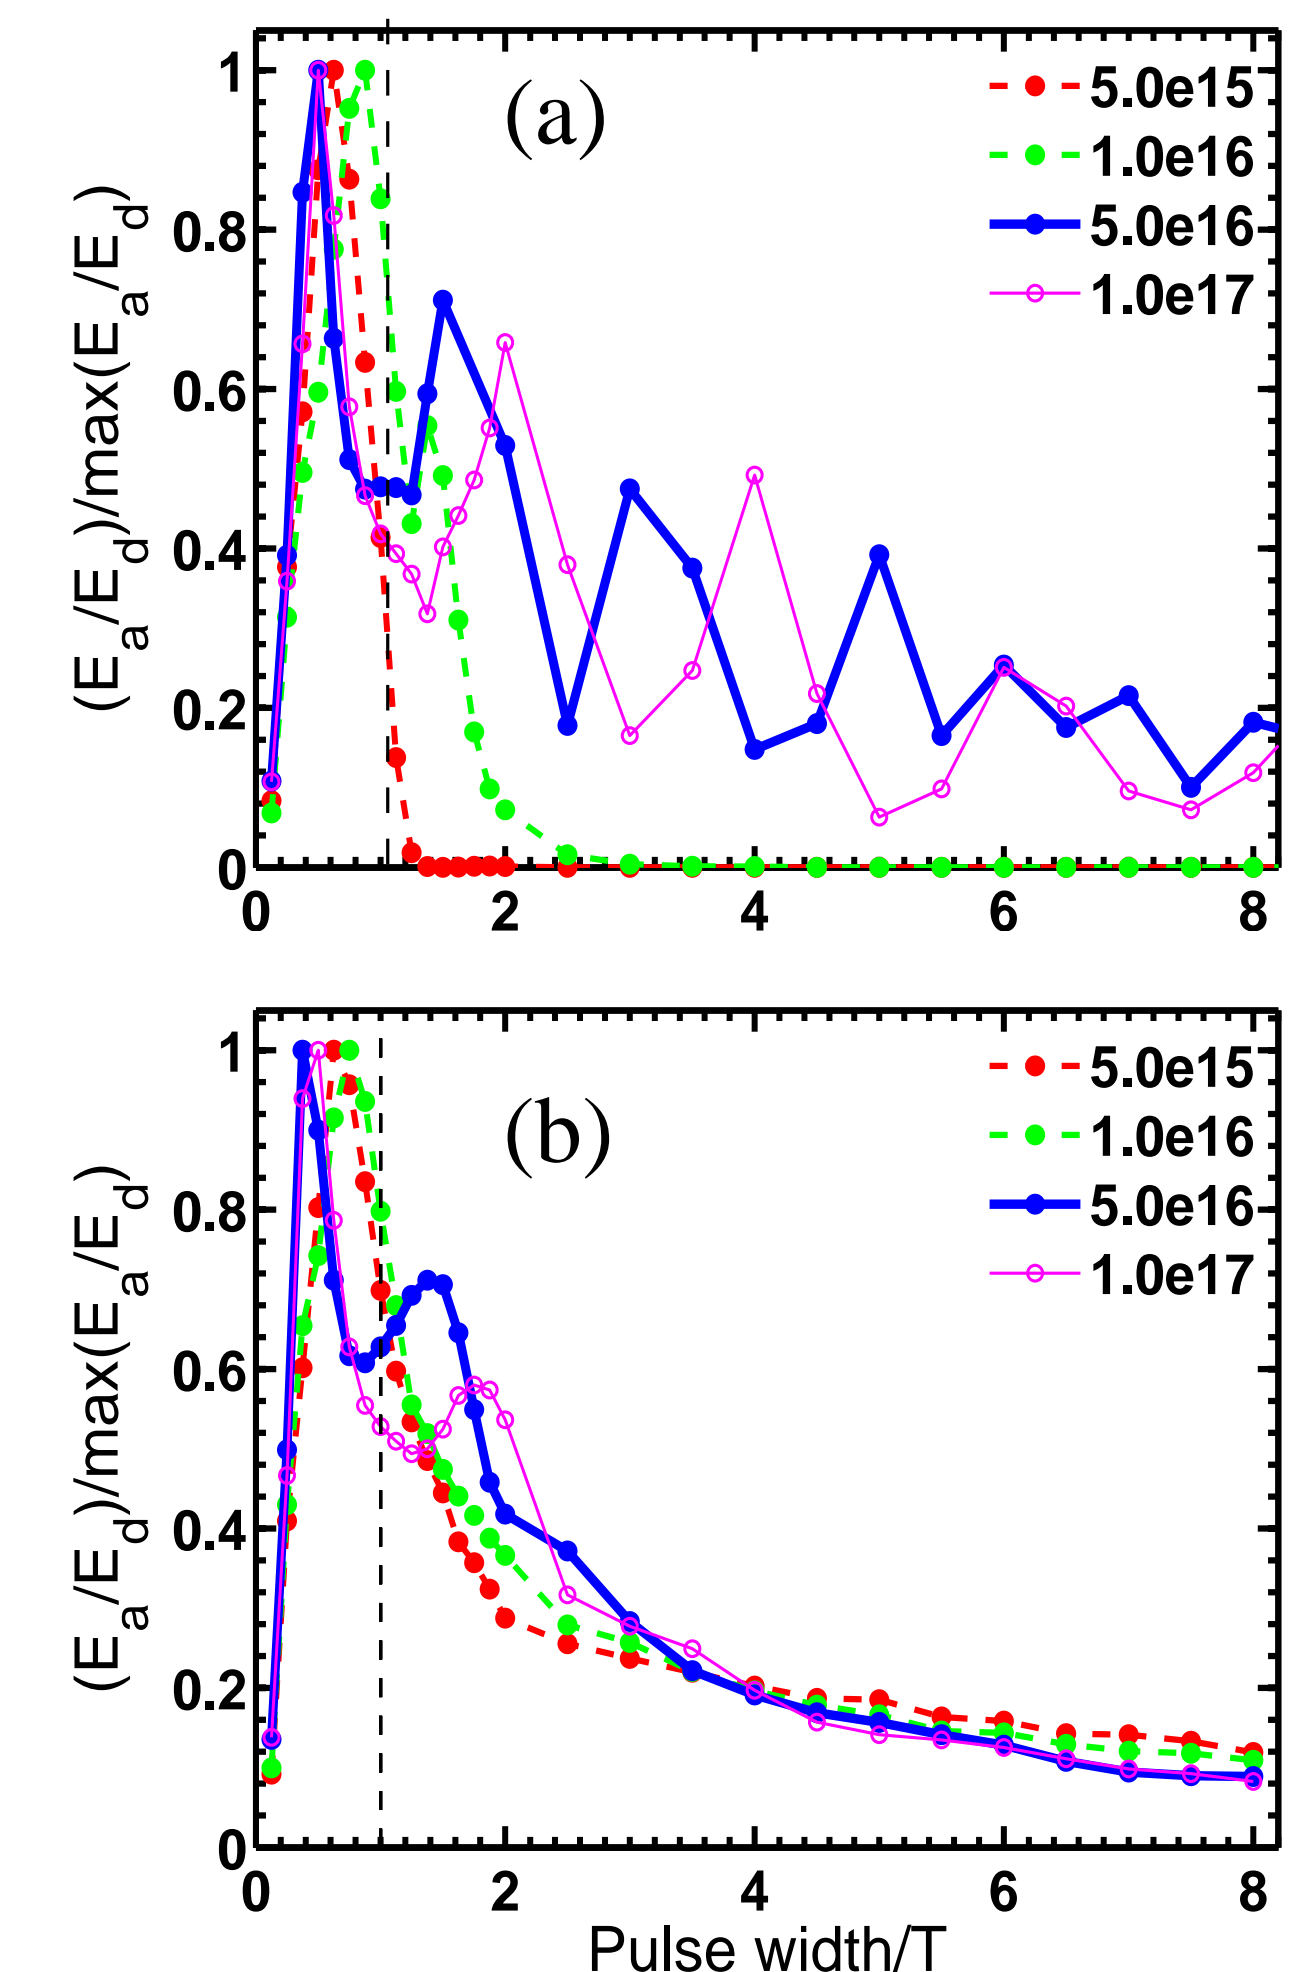 (a)
5.0e15
1.0e16
5.0e16
1.0e17
(E_a/E_d)/max(E_a/E_d)
1
0.8
0.6
0.4
0.2
0
0 2 4 6 8
(b)
5.0e15
1.0e16
5.0e16
1.0e17
(E_a/E_d)/max(E_a/E_d)
1
0.8
0.6
0.4
0.2
0
0 2 4 6 8
Pulse width/T